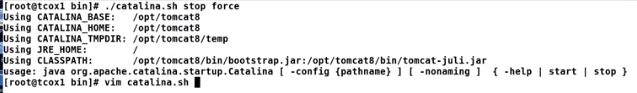 [root@tcox1 bin]# ./catalina.sh stop force
Using CATALINA_BASE:   /opt/tomcat8
Using CATALINA_HOME:   /opt/tomcat8
Using CATALINA_TMPDIR: /opt/tomcat8/temp
Using JRE_HOME:        /
Using CLASSPATH:       /opt/tomcat8/bin/bootstrap.jar:/opt/tomcat8/bin/tomcat-juli.jar
usage: java org.apache.catalina.startup.Catalina [ -config {pathname} ] [ -nonaming ]  { -help | start | stop }
[root@tcox1 bin]# vim catalina.sh